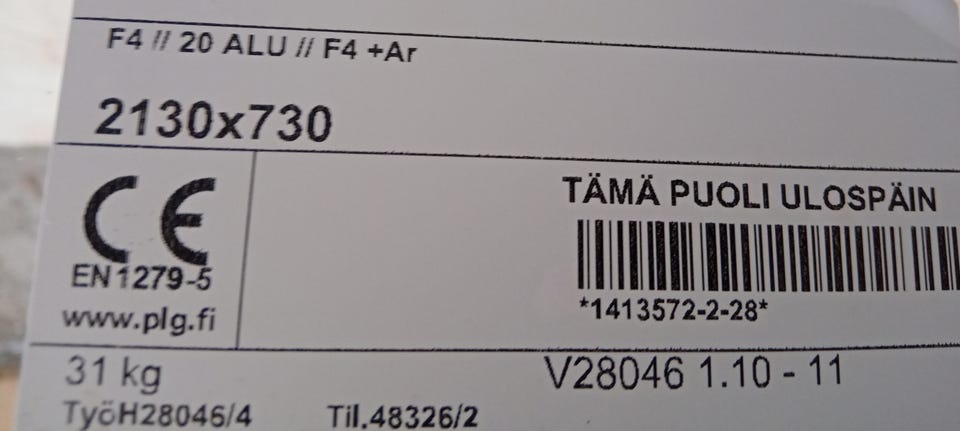 F4 // 20 ALU // F4 +Ar
2130x730
CE
EN 1279-5
www.plg.fi
TÄMÄ PUOLI ULOSPÄIN
*1413572-2-28*
31 kg
V28046 1.10 - 11
TyöH28046/4 Til.48326/2